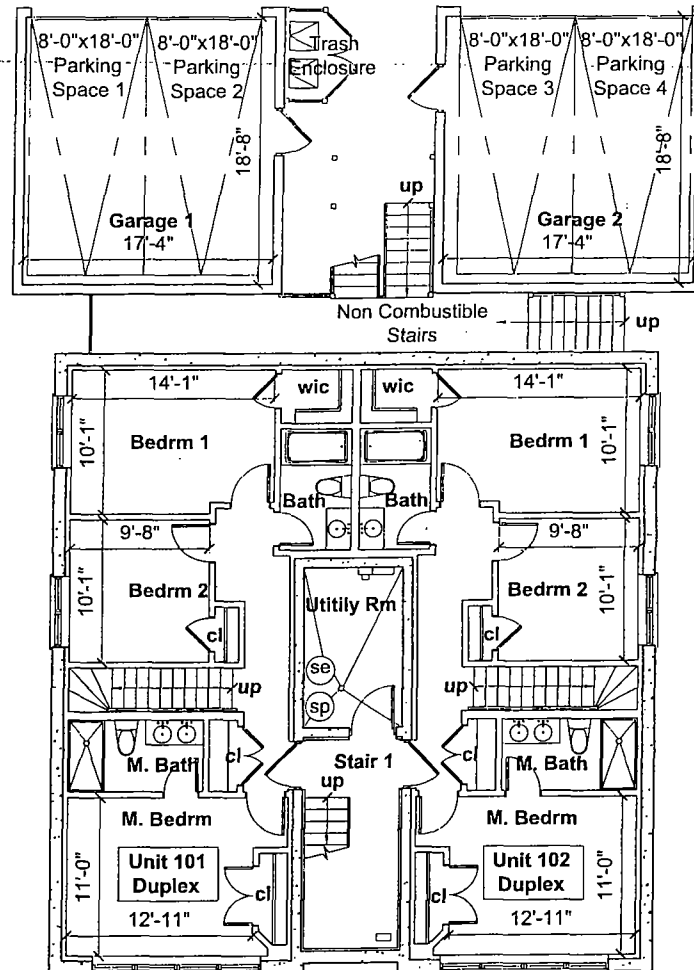 8'-0"x18'-0" 8'-0"x18'-0"
Parking Parking
Space 1 Space 2
18'-8"
Garage 1
17'-4"
Trash
Enclosure
up
8'-0"x18'-0" 8'-0"x18'-0"
Parking Parking
Space 3 Space 4
18'-8"
Garage 2
17'-4"
Non Combustible
Stairs
up
14'-1"
wic
wic
14'-1"
10'-1"
Bedrm 1
Bedrm 1
10'-1"
Bath
Bath
9'-8"
9'-8"
10'-1"
Bedrm 2
Utitily Rm
Bedrm 2
10'-1"
cl
cl
se
sp
up
up
M. Bath
cl
Stair 1
up
cl
M. Bath
M. Bedrm
M. Bedrm
11'-0"
Unit 101
Duplex
cl
cl
Unit 102
Duplex
11'-0"
12'-11"
12'-11"